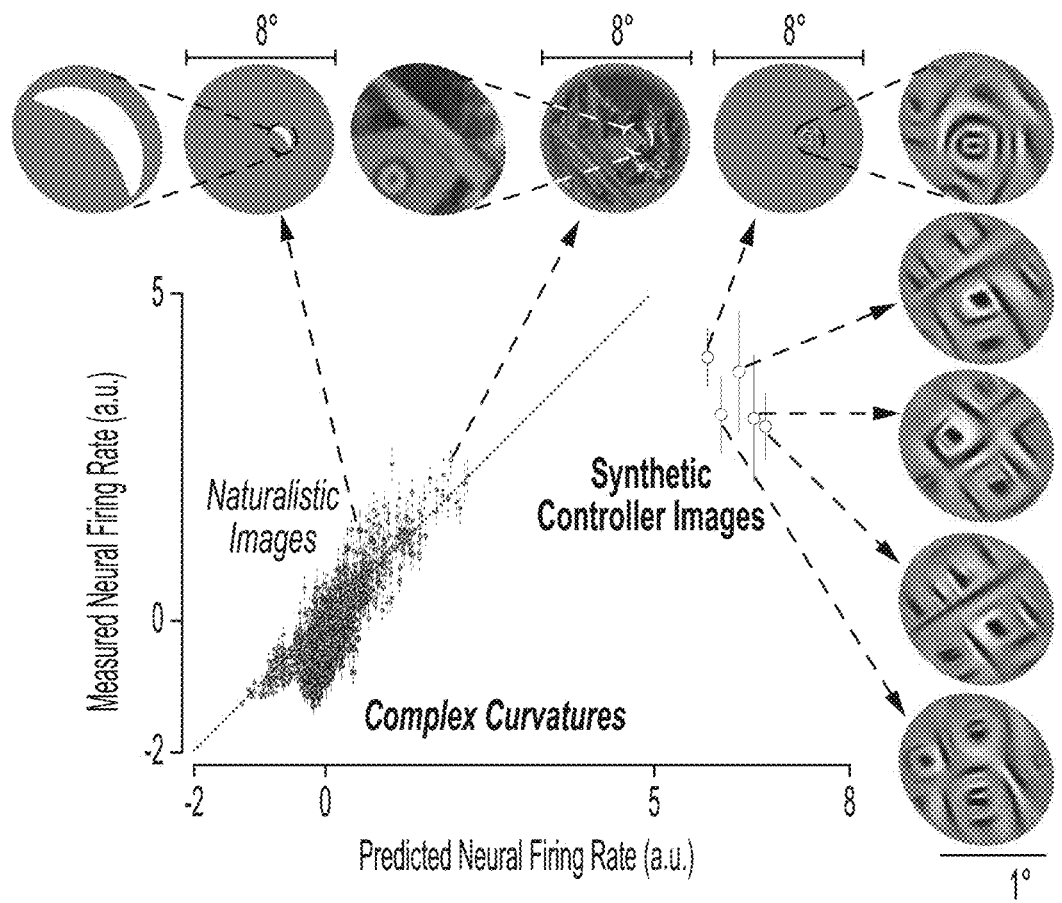 8°
8°
8°
5
0
-2
Measured Neural Firing Rate (a.u.)
Naturalistic
Images
Synthetic
Controller Images
Complex Curvatures
-2
0
5
8
Predicted Neural Firing Rate (a.u.)
1°